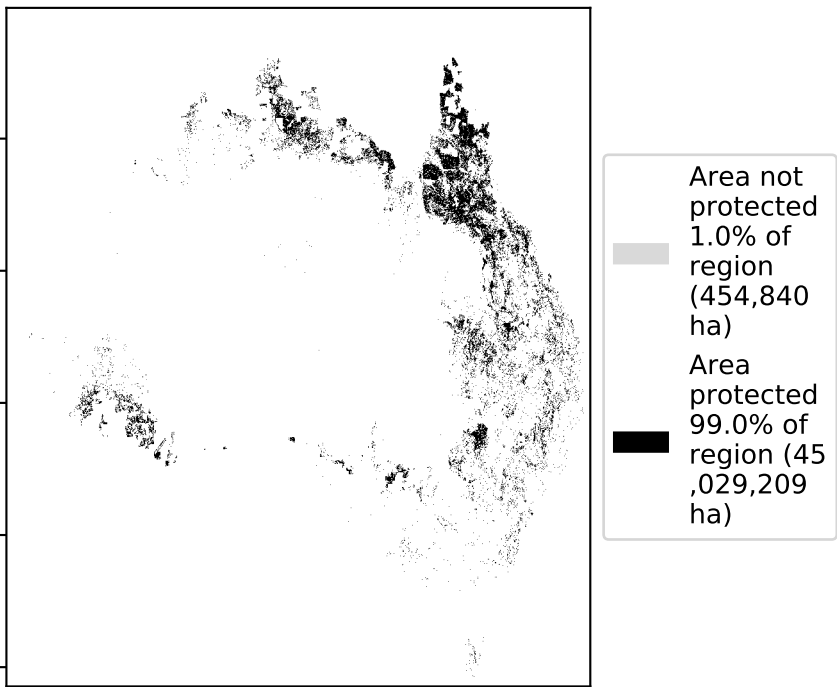 Area not
protected
1.0% of
region
(454,840
ha)
Area
protected
99.0% of
region (45
,029,209
ha)